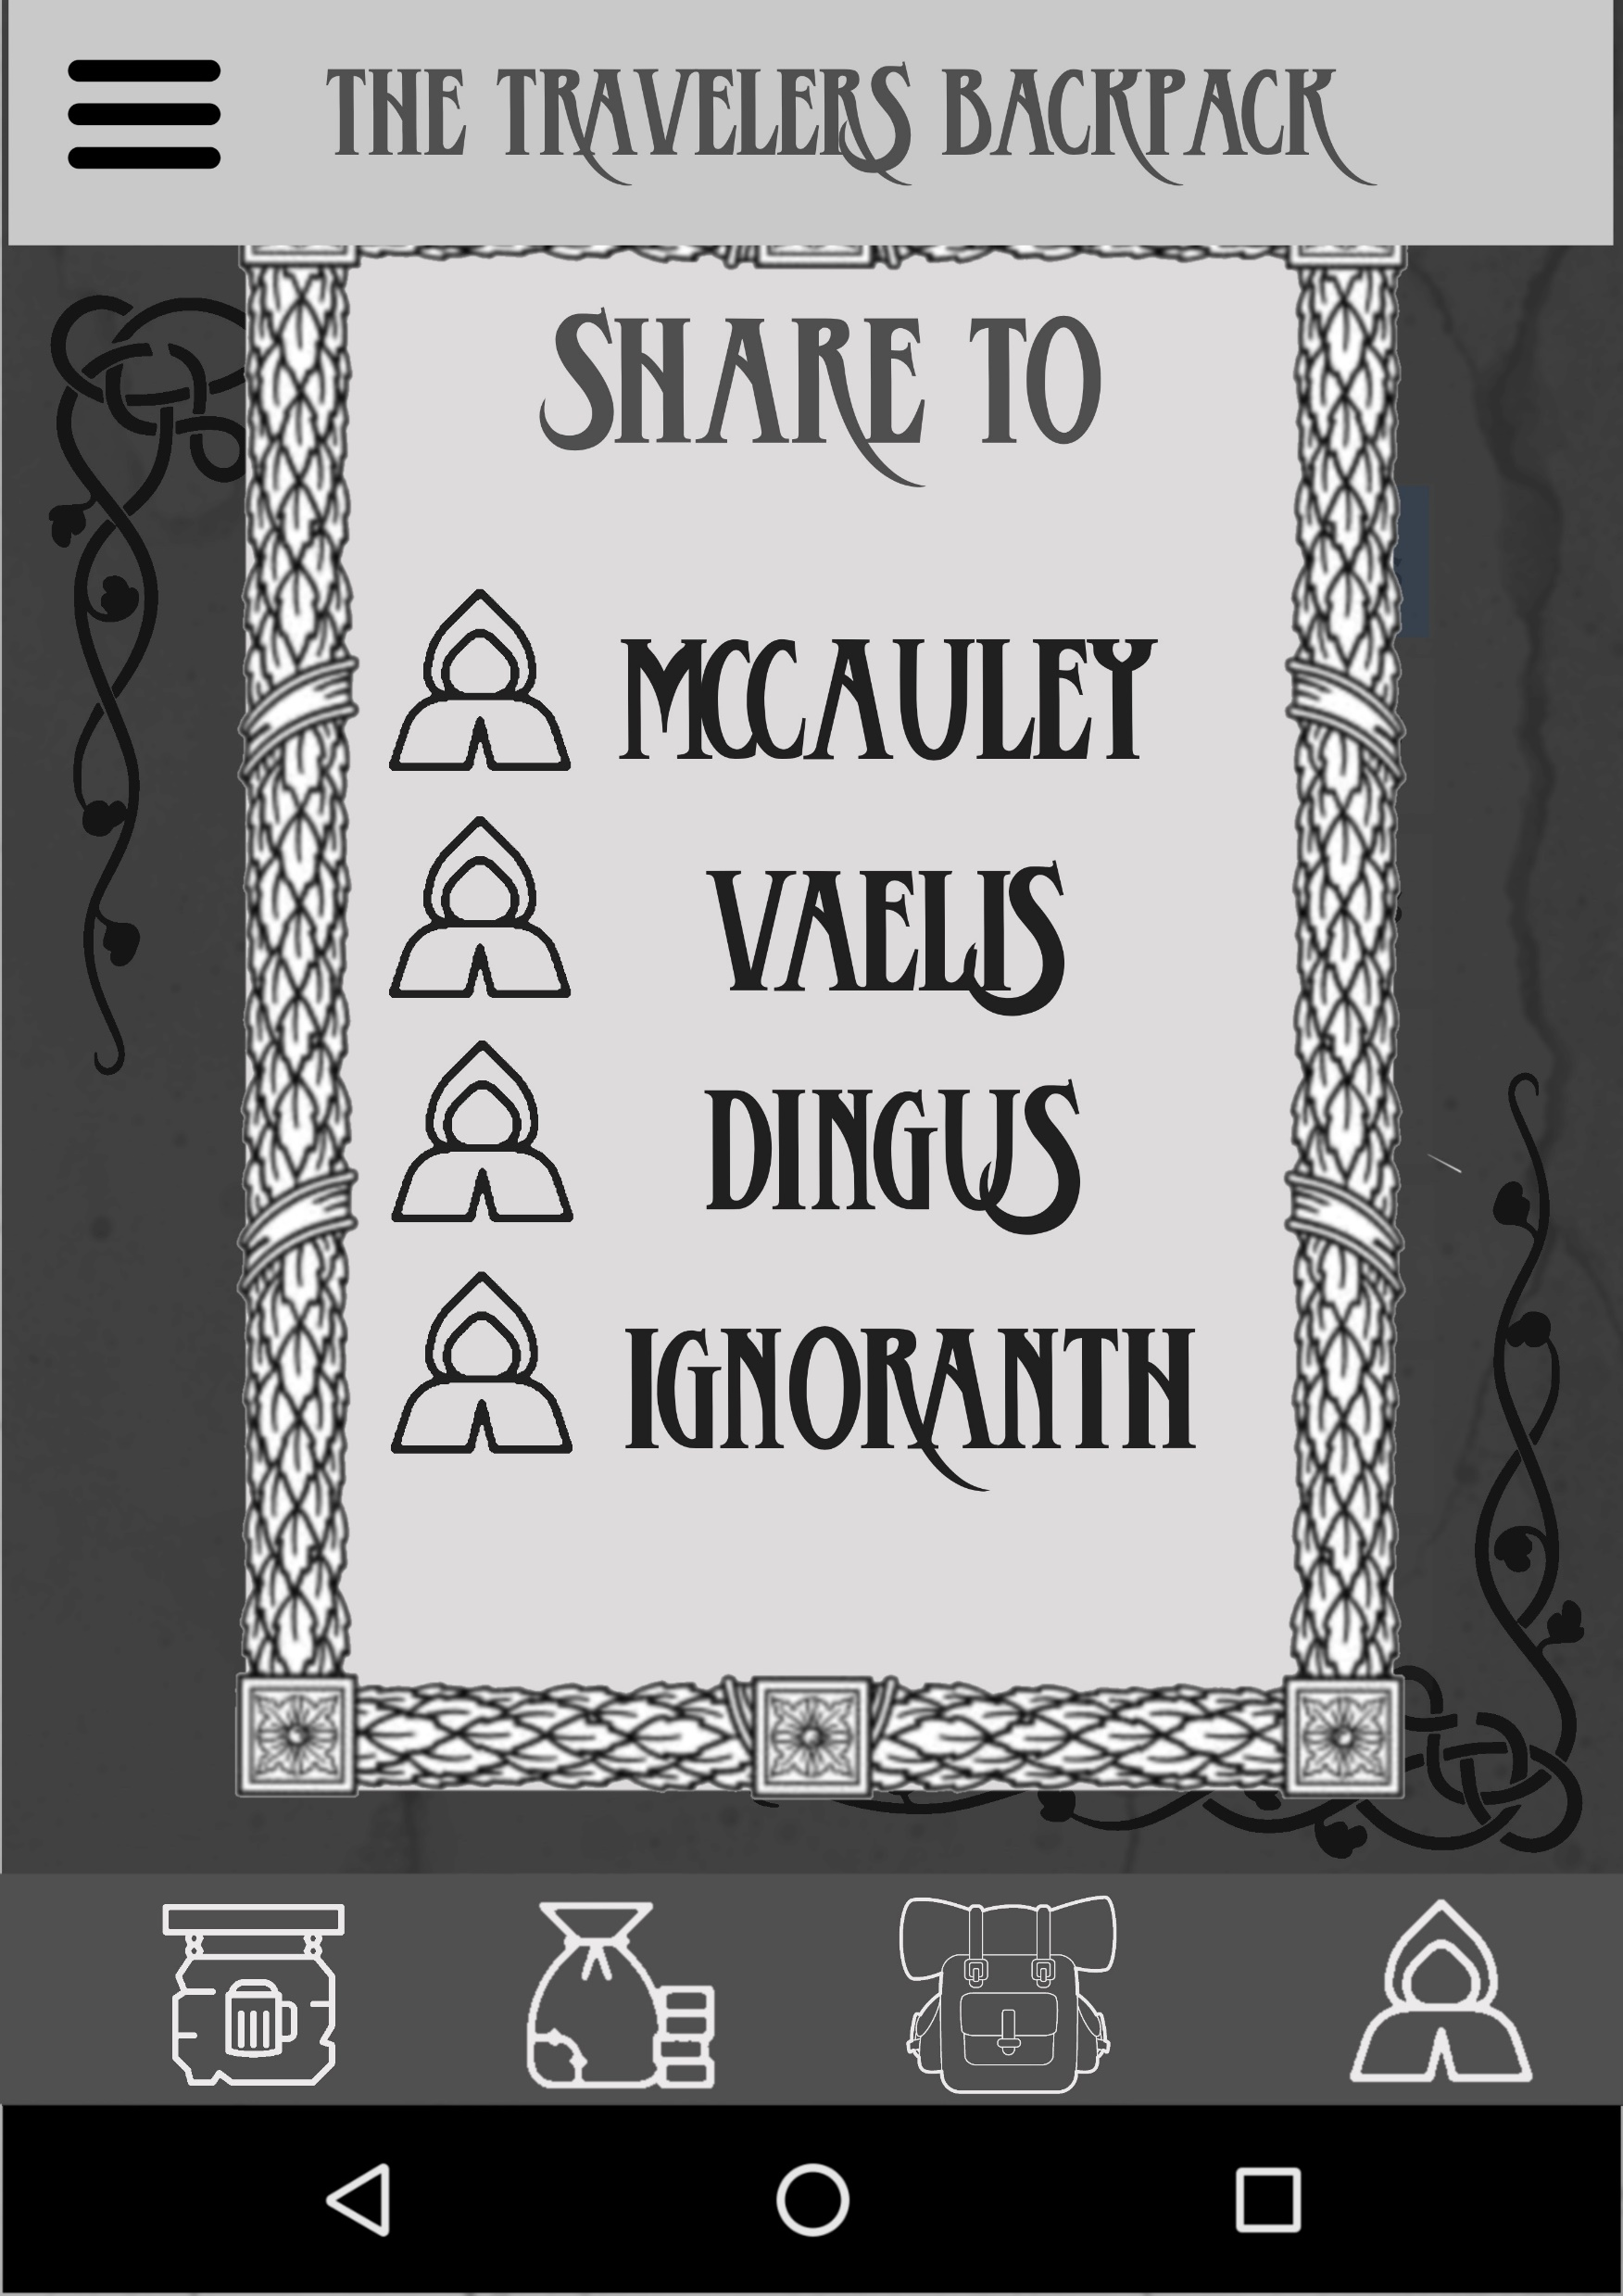 THE TRAVELERS BACKPACK
SHARE TO
MCCAULEY
VAELIS
DINGUS
IGNORANTH